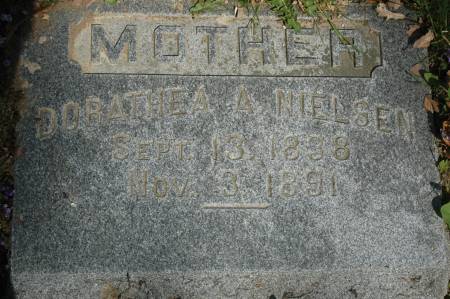 MOTHER
DORATHEA A. NIELSEN
SEPT. 13, 1838
NOV. 3, 1891